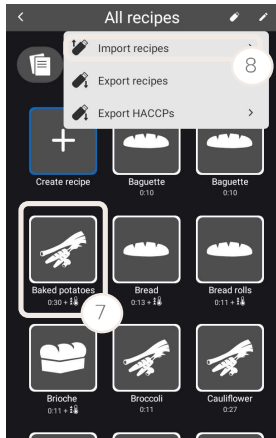 All recipes
Import recipes
8
Export recipes
Export HACCPs
Create recipe
Baguette
0:10
Baguette
0:10
Baked potatoes
0:30 +
7
Bread
0:13 +
Bread rolls
0:11 +
Brioche
0:11 +
Broccoli
0:11
Cauliflower
0:27